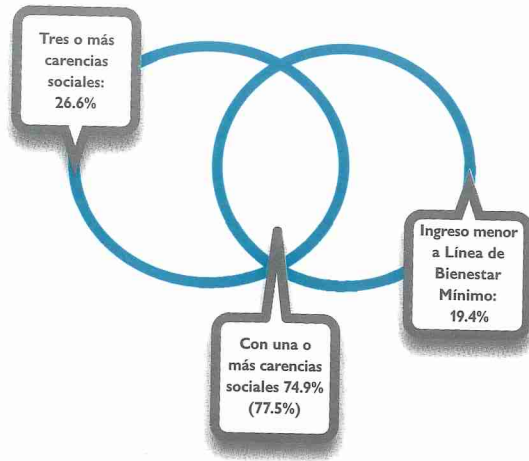 Tres o más
carencias
sociales:
26.6%
Ingreso menor
a Línea de
Bienestar
Mínimo:
19.4%
Con una o
más carencias
sociales 74.9%
(77.5%)